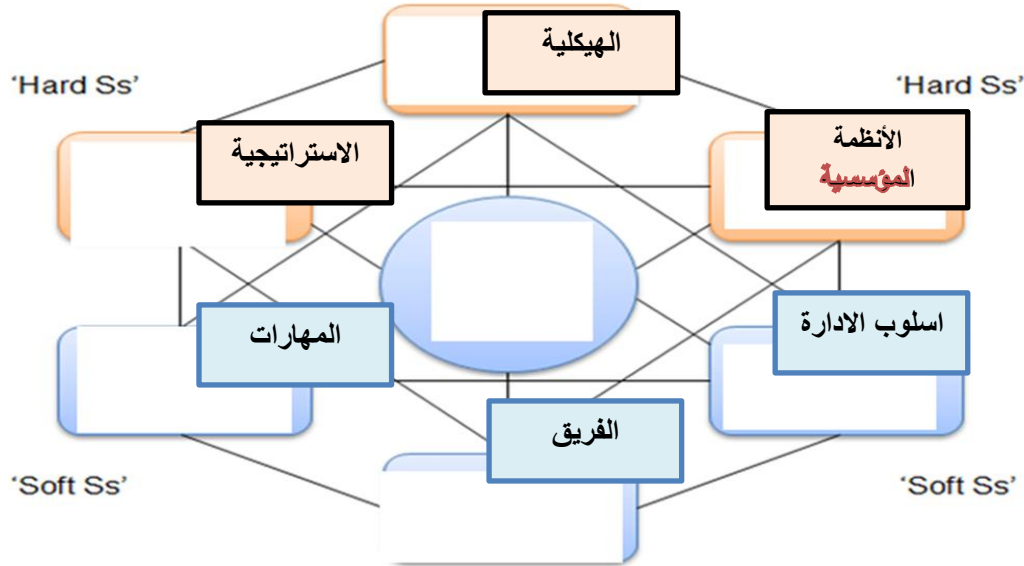 الهيكلية
'Hard Ss'
'Hard Ss'
الاستراتيجية
الأنظمة
المؤسسية
المهارات
اسلوب الادارة
الفريق
'Soft Ss'
'Soft Ss'